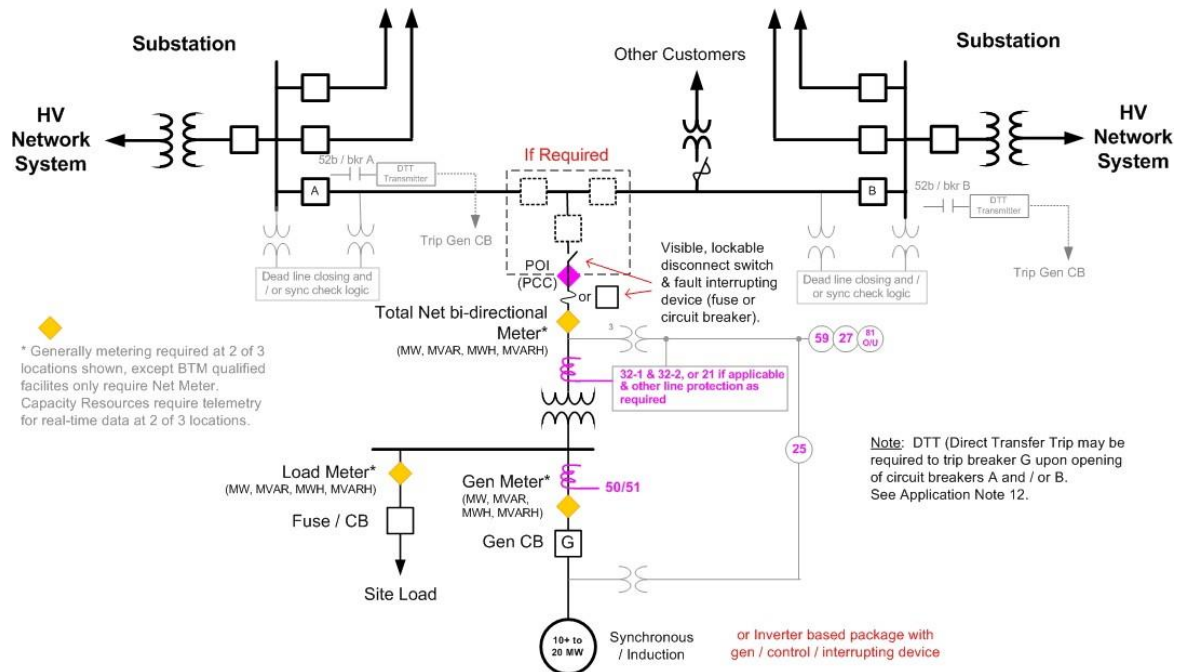 Substation
Substation
Other Customers
HV
Network
System
HV
Network
System
If Required
52b / bkr A
DTT
Transmitter
A
B
52b / bkr B
DTT
Transmitter
Trip Gen CB
Trip Gen CB
Dead line closing and
/ or sync check logic
POI
(PCC)
or
Visible, lockable
disconnect switch
& fault interrupting
device (fuse or
circuit breaker).
Dead line closing and /
or sync check logic
Total Net bi-directional
Meter*
(MW, MVAR, MWH, MVARH)
3
59
27
81
O/U
* Generally metering required at 2 of 3
locations shown, except BTM qualified
facilites only require Net Meter.
Capacity Resources require telemetry
for real-time data at 2 of 3 locations.
32-1 & 32-2, or 21 if applicable
& other line protection as
required
25
Note: DTT (Direct Transfer Trip may be
required to trip breaker G upon opening
of circuit breakers A and / or B.
See Application Note 12.
Load Meter*
(MW, MVAR, MWH, MVARH)
Gen Meter*
(MW, MVAR,
MWH, MVARH)
50/51
Fuse / CB
Gen CB
G
Site Load
10+ to
20 MW
Synchronous
/ Induction
or Inverter based package with
gen / control / interrupting device